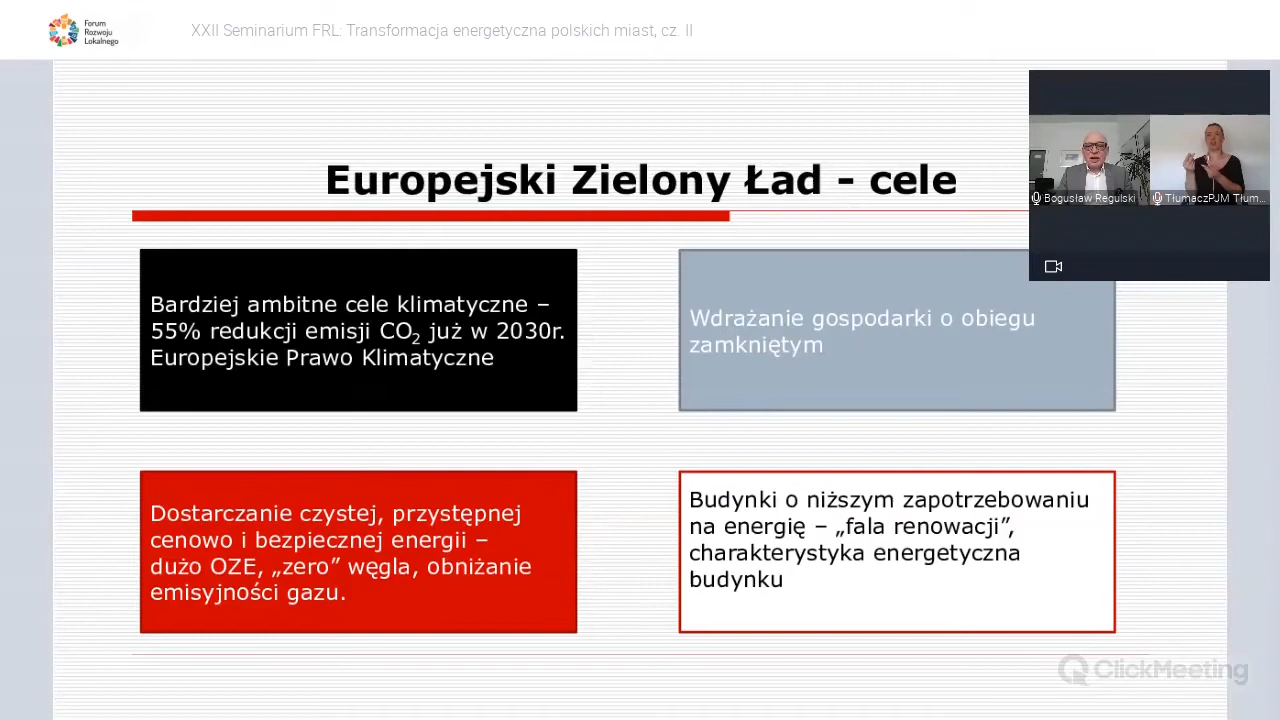 Forum
Rozwoju
Lokalnego
XXII Seminarium FRL: Transformacja energetyczna polskich miast, cz. II
Europejski Zielony Ład - cele
Bogusław Regulski
TłumaczPJM Tłum...
Bardziej ambitne cele klimatyczne –
55% redukcji emisji CO₂ już w 2030r.
Europejskie Prawo Klimatyczne
Wdrażanie gospodarki o obiegu
zamkniętym
Dostarczanie czystej, przystępnej
cenowo i bezpiecznej energii –
dużo OZE, „zero” węgla, obniżanie
emisyjności gazu.
Budynki o niższym zapotrzebowaniu
na energię – „fala renowacji”,
charakterystyka energetyczna
budynku
ClickMeeting